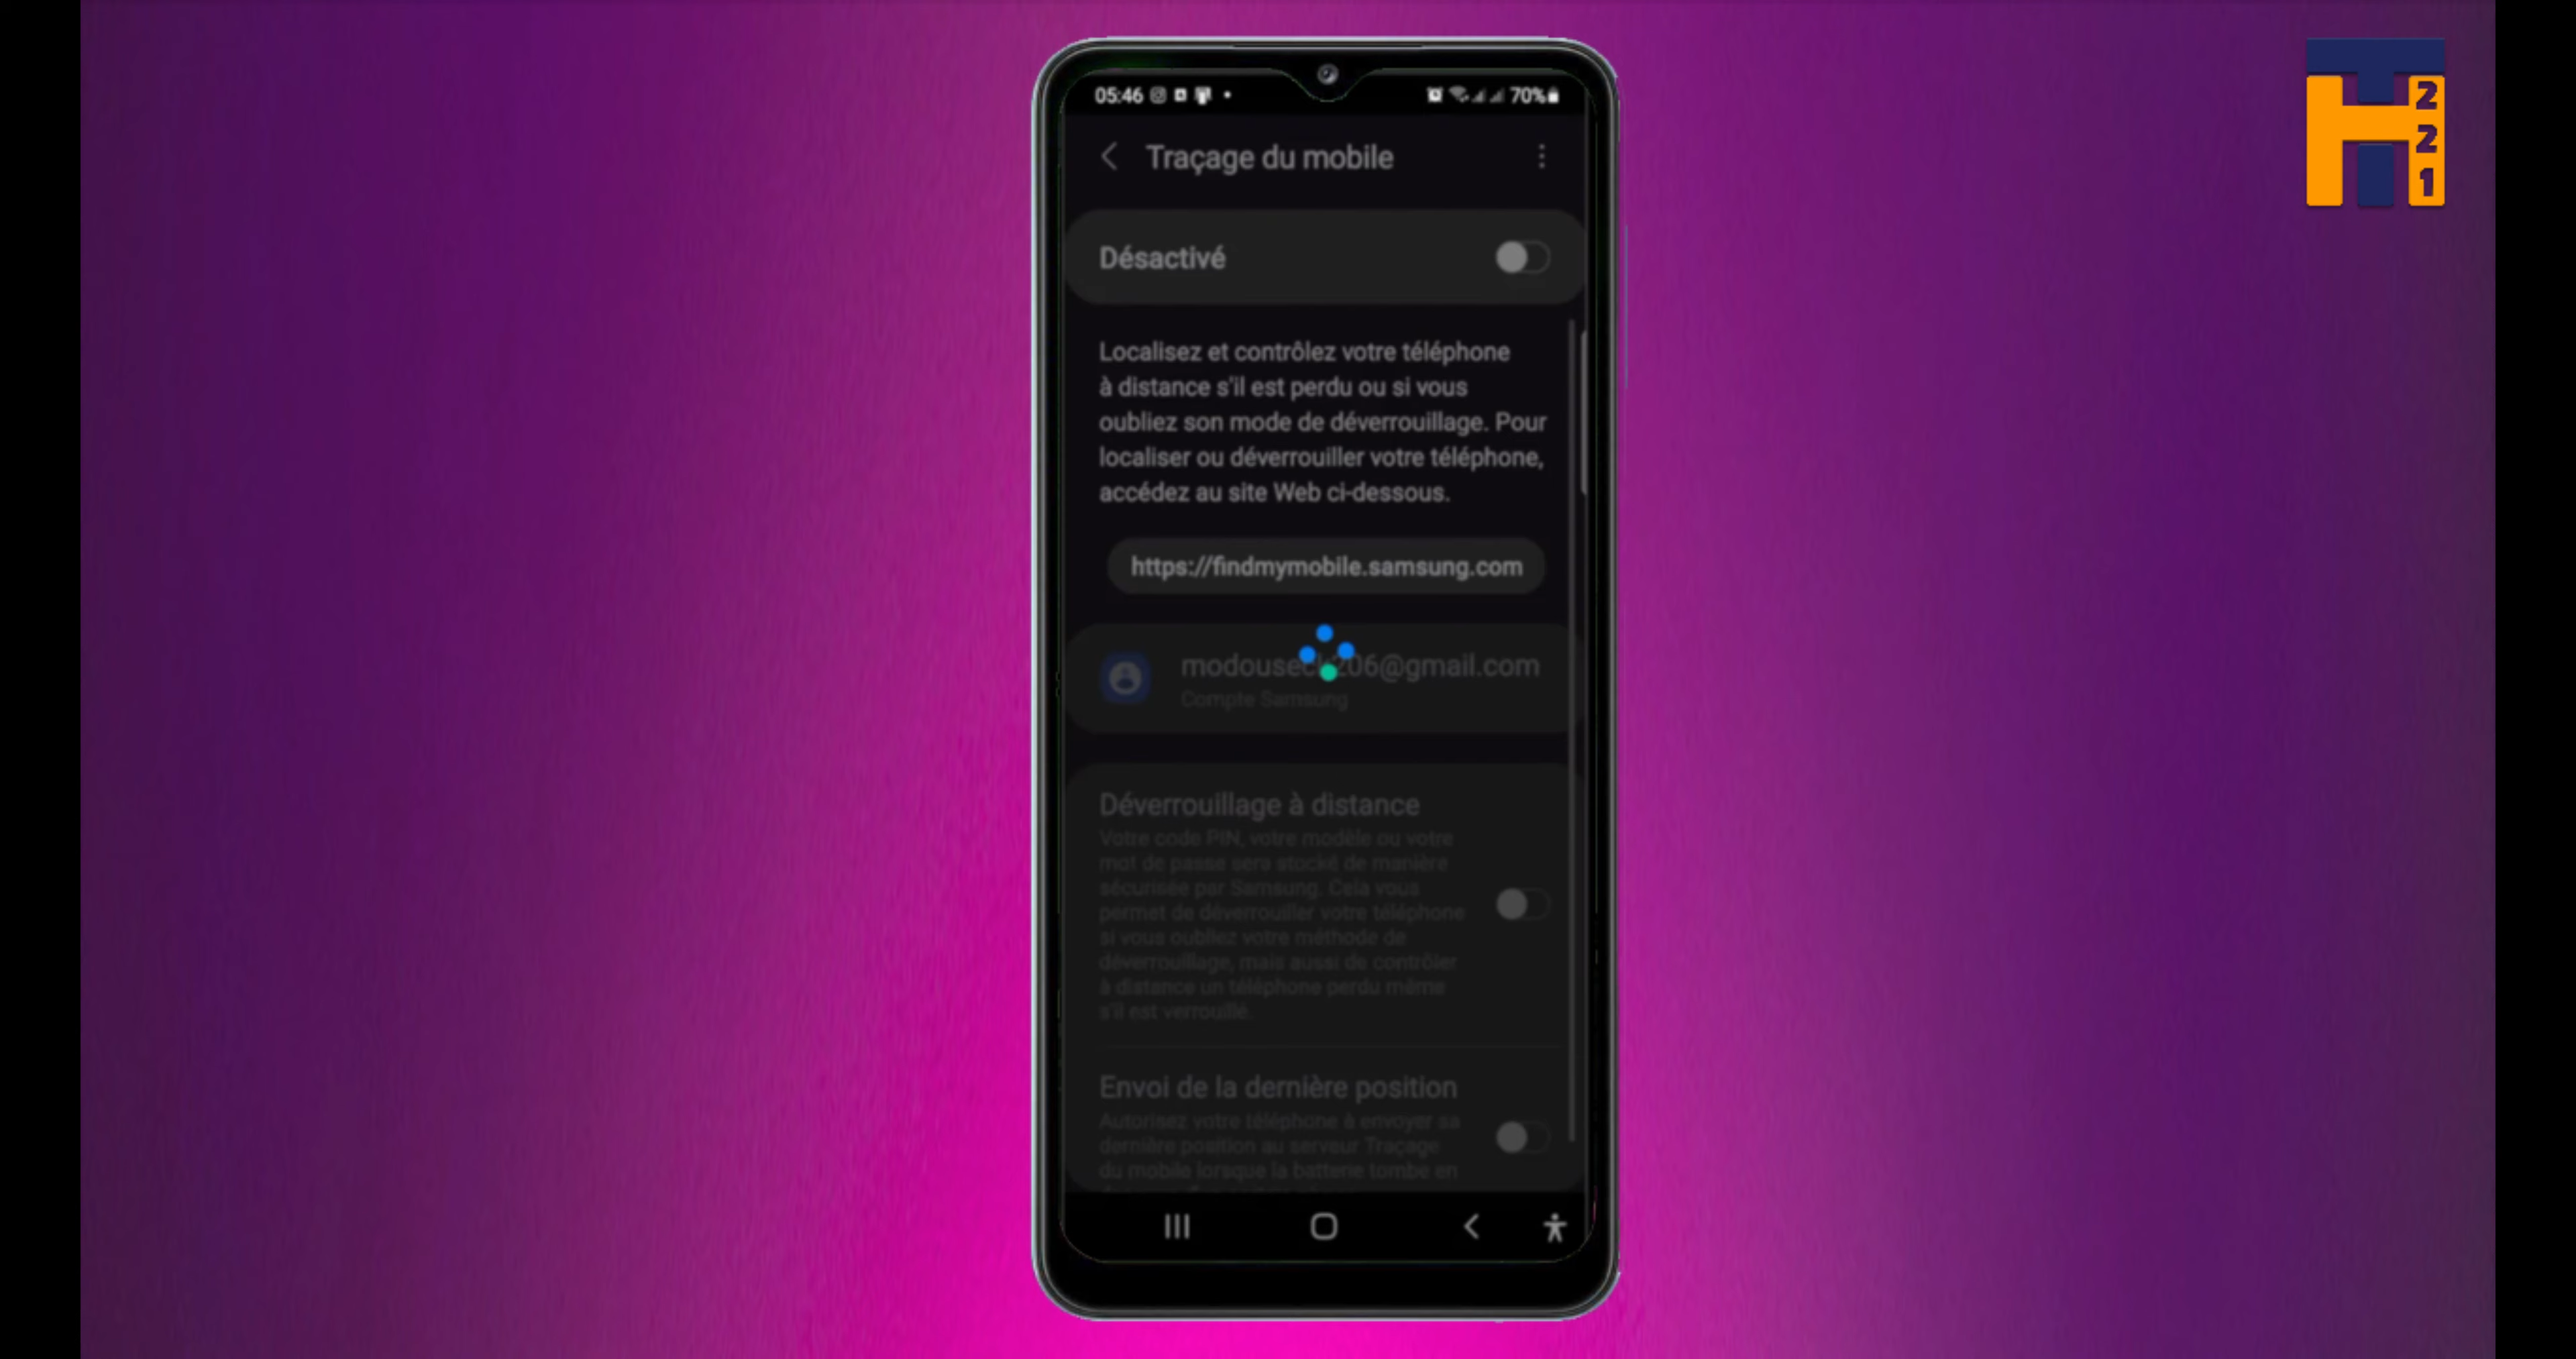 05:46
70%
Traçage du mobile
Désactivé
Localisez et contrôlez votre téléphone
à distance s'il est perdu ou si vous
oubliez son mode de déverrouillage. Pour
localiser ou déverrouiller votre téléphone,
accédez au site Web ci-dessous.
https://findmymobile.samsung.com
modouseck206@gmail.com
Compte Samsung
Déverrouillage à distance
Votre code PIN, votre modèle ou votre
mot de passe sera stocké de manière
sécurisée par Samsung. Cela vous
permet de déverrouiller votre téléphone
si vous oubliez votre méthode de
déverrouillage, mais aussi de contrôler
à distance un téléphone perdu même
s'il est verrouillé.
Envoi de la dernière position
Autorisez votre téléphone à envoyer sa
dernière position au serveur Traçage
du mobile lorsque la batterie tombe en
TH
221